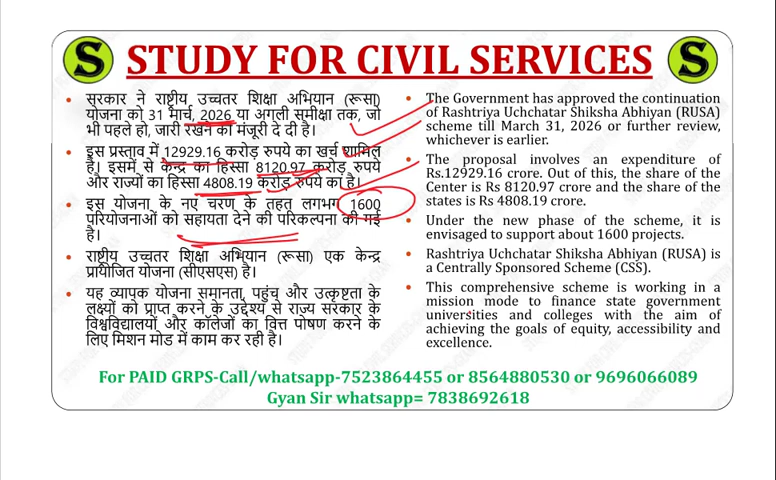 S STUDY FOR CIVIL SERVICES S
• सरकार ने राष्ट्रीय उच्चतर शिक्षा अभियान (रूसा)
योजना को 31 मार्च, 2026 या अगली समीक्षा तक, जो
भी पहले हो, जारी रखने को मंजूरी दे दी है।
• इस प्रस्ताव में 12929.16 करोड़ रुपये का खर्च शामिल
है। इसमें से केन्द्र का हिस्सा 8120.97 करोड़ रुपये
और राज्यों का हिस्सा 4808.19 करोड़ रुपये का है।
• इस योजना के नए चरण के तहत लगभग 1600
परियोजनाओं को सहायता देने की परिकल्पना की गई
है।
• राष्ट्रीय उच्चतर शिक्षा अभियान (रूसा) एक केन्द्र
प्रायोजित योजना (सीएसएस) है।
• यह व्यापक योजना समानता, पहुंच और उत्कृष्टता के
लक्ष्यों को प्राप्त करने के उद्देश्य से राज्य सरकार के
विश्वविद्यालयों और कॉलेजों का वित्त पोषण करने के
लिए मिशन मोड में काम कर रही है।
• The Government has approved the continuation
of Rashtriya Uchchatar Shiksha Abhiyan (RUSA)
scheme till March 31, 2026 or further review,
whichever is earlier.
• The proposal involves an expenditure of
Rs.12929.16 crore. Out of this, the share of the
Center is Rs 8120.97 crore and the share of the
states is Rs 4808.19 crore.
• Under the new phase of the scheme, it is
envisaged to support about 1600 projects.
• Rashtriya Uchchatar Shiksha Abhiyan (RUSA) is
a Centrally Sponsored Scheme (CSS).
• This comprehensive scheme is working in a
mission mode to finance state government
universities and colleges with the aim of
achieving the goals of equity, accessibility and
excellence.
For PAID GRPS-Call/whatsapp-7523864455 or 8564880530 or 9696066089
Gyan Sir whatsapp= 7838692618